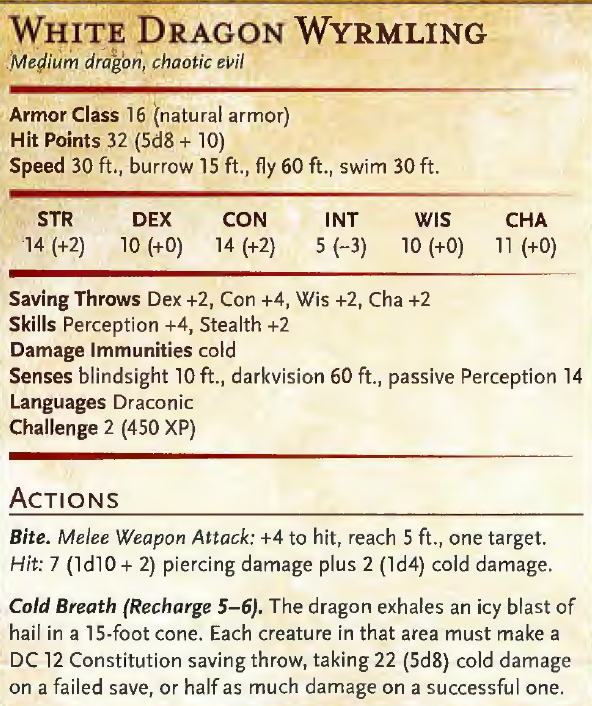 White Dragon Wyrmling
Medium dragon, chaotic evil
Armor Class 16 (natural armor)
Hit Points 32 (5d8 + 10)
Speed 30 ft., burrow 15 ft., fly 60 ft., swim 30 ft.
STR DEX CON INT WIS CHA
14 (+2) 10 (+0) 14 (+2) 5 (–3) 10 (+0) 11 (+0)
Saving Throws Dex +2, Con +4, Wis +2, Cha +2
Skills Perception +4, Stealth +2
Damage Immunities cold
Senses blindsight 10 ft., darkvision 60 ft., passive Perception 14
Languages Draconic
Challenge 2 (450 XP)
Actions
Bite. Melee Weapon Attack: +4 to hit, reach 5 ft., one target.
Hit: 7 (1d10 + 2) piercing damage plus 2 (1d4) cold damage.
Cold Breath (Recharge 5–6). The dragon exhales an icy blast of
hail in a 15-foot cone. Each creature in that area must make a
DC 12 Constitution saving throw, taking 22 (5d8) cold damage
on a failed save, or half as much damage on a successful one.